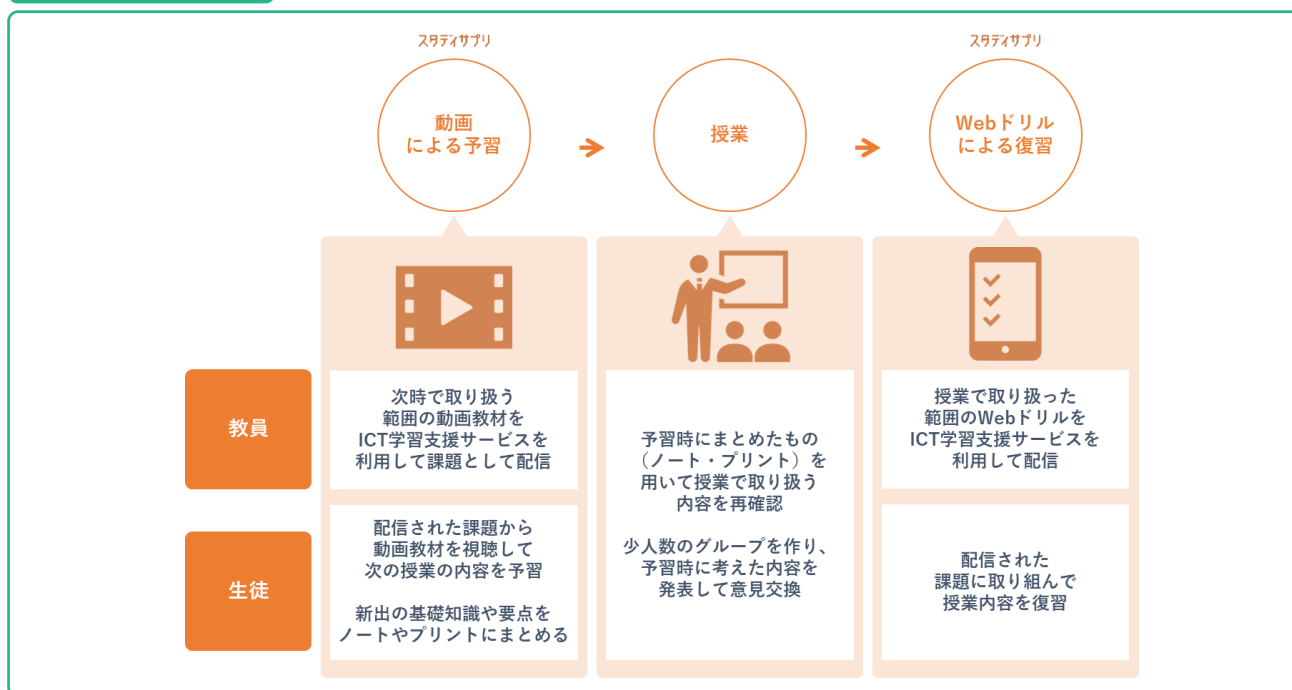 スタディサプリ
動画
による予習
授業
スタディサプリ
Webドリル
による復習
教員
次時で取り扱う
範囲の動画教材を
ICT学習支援サービスを
利用して課題として配信
予習時にまとめたもの
（ノート・プリント）を
用いて授業で取り扱う
内容を再確認
少人数のグループを作り、
予習時に考えた内容を
発表して意見交換
授業で取り扱った
範囲のWebドリルを
ICT学習支援サービスを
利用して配信
生徒
配信された課題から
動画教材を視聴して
次の授業の内容を予習
新出の基礎知識や要点を
ノートやプリントにまとめる
配信された
課題に取り組んで
授業内容を復習